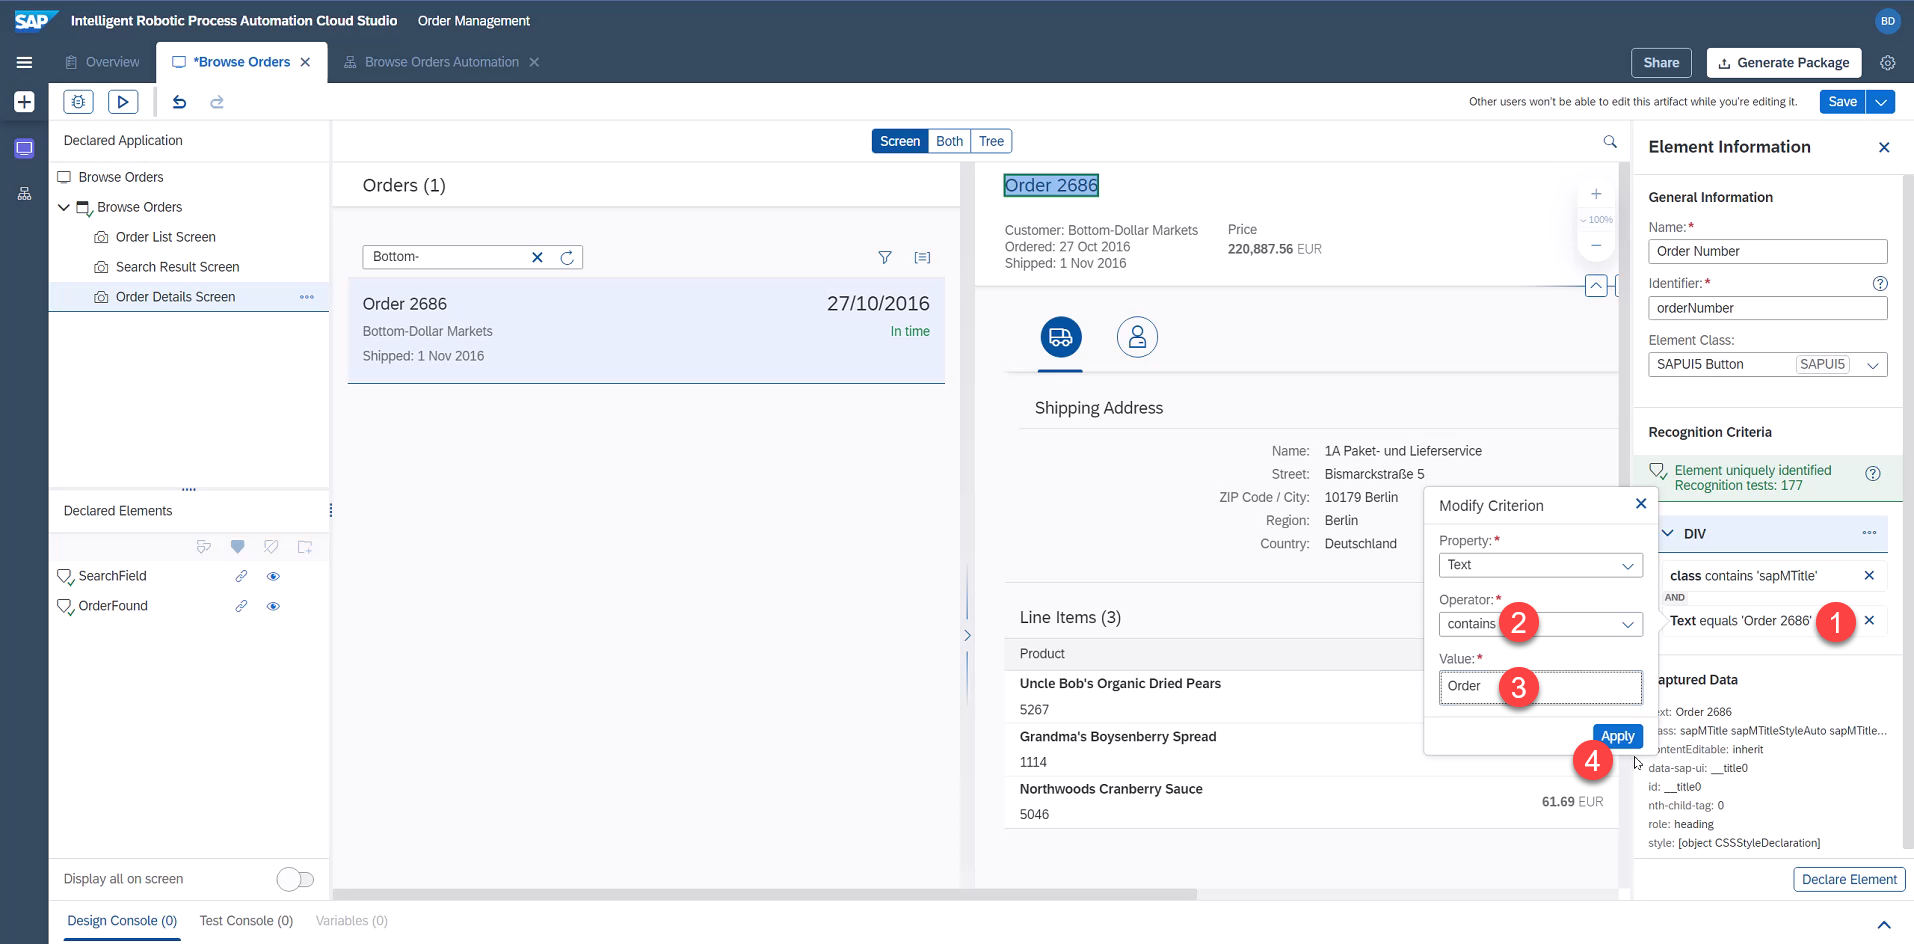 SAP Intelligent Robotic Process Automation Cloud Studio Order Management BD
Overview *Browse Orders Browse Orders Automation Share Generate Package
Other users won't be able to edit this artifact while you're editing it. Save
Declared Application
Browse Orders
Browse Orders
Order List Screen
Search Result Screen
Order Details Screen
Declared Elements
SearchField
OrderFound
Display all on screen
Screen Both Tree
Orders (1)
Bottom-
Order 2686 27/10/2016
Bottom-Dollar Markets In time
Shipped: 1 Nov 2016
Order 2686
Customer: Bottom-Dollar Markets
Ordered: 27 Oct 2016
Shipped: 1 Nov 2016
Price
220,887.56 EUR
100%
Shipping Address
Name: 1A Paket- und Lieferservice
Street: Bismarckstraße 5
ZIP Code / City: 10179 Berlin
Region: Berlin
Country: Deutschland
Line Items (3)
Product
Uncle Bob's Organic Dried Pears
5267
Grandma's Boysenberry Spread
1114
Northwoods Cranberry Sauce
5046
61.69 EUR
Modify Criterion
Property:*
Text
Operator:*
contains 2
Value:*
Order 3
Apply
4
Element Information
General Information
Name:*
Order Number
Identifier:*
orderNumber
Element Class:
SAPUI5 Button SAPUI5
Recognition Criteria
Element uniquely identified
Recognition tests: 177
DIV
class contains 'sapMTitle'
AND
Text equals 'Order 2686' 1
aptured Data
ext: Order 2686
lass: sapMTitle sapMTitleStyleAuto sapMTitle...
ontentEditable: inherit
data-sap-ui: __title0
id: __title0
nth-child-tag: 0
role: heading
style: [object CSSStyleDeclaration]
Declare Element
Design Console (0) Test Console (0) Variables (0)